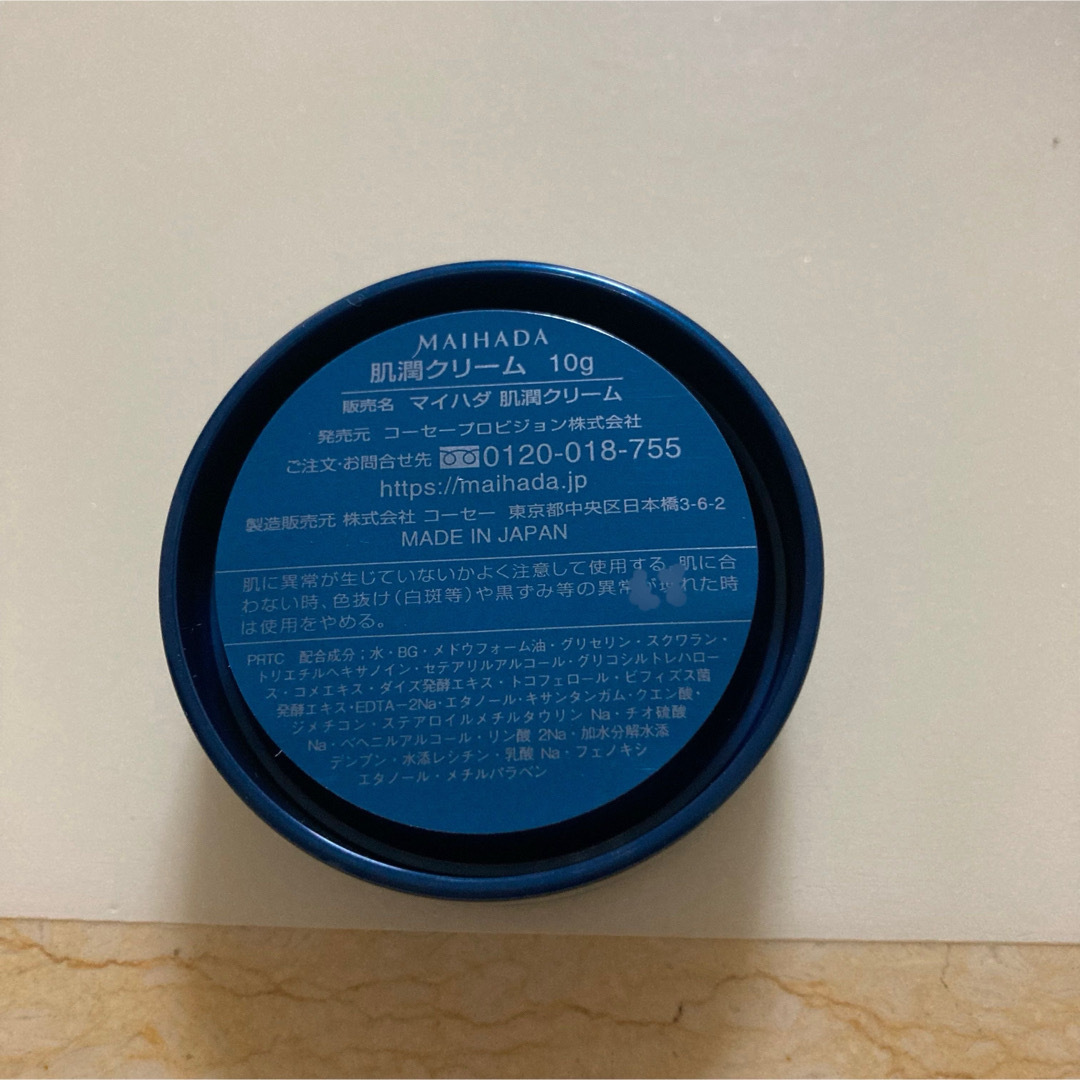 MAIHADA
肌潤クリーム 10g
販売名 マイハダ 肌潤クリーム
発売元 コーセープロビジョン株式会社
ご注文・お問合せ先 0120-018-755
https://maihada.jp
製造販売元 株式会社 コーセー 東京都中央区日本橋3-6-2
MADE IN JAPAN
肌に異常が生じていないかよく注意して使用する。肌に合
わない時、色抜け(白斑等)や黒ずみ等の異常が現れた時
は使用をやめる。
PRTC 配合成分;水・BG・メドウフォーム油・グリセリン・スクワラン・
トリエチルヘキサノイン・セテアリルアルコール・グリコシルトレハロー
ス・コメエキス・ダイズ発酵エキス・トコフェロール・ビフィズス菌
発酵エキス・EDTA-2Na・エタノール・キサンタンガム・クエン酸・
ジメチコン・ステアロイルメチルタウリン Na・チオ硫酸
Na・ベヘニルアルコール・リン酸 2Na・加水分解水添
デンプン・水添レシチン・乳酸 Na・フェノキシ
エタノール・メチルパラベン